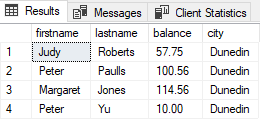 Results Messages Client Statistics
firstname lastname balance city
1 Judy Roberts 57.75 Dunedin
2 Peter Paulls 100.56 Dunedin
3 Margaret Jones 114.56 Dunedin
4 Peter Yu 10.00 Dunedin